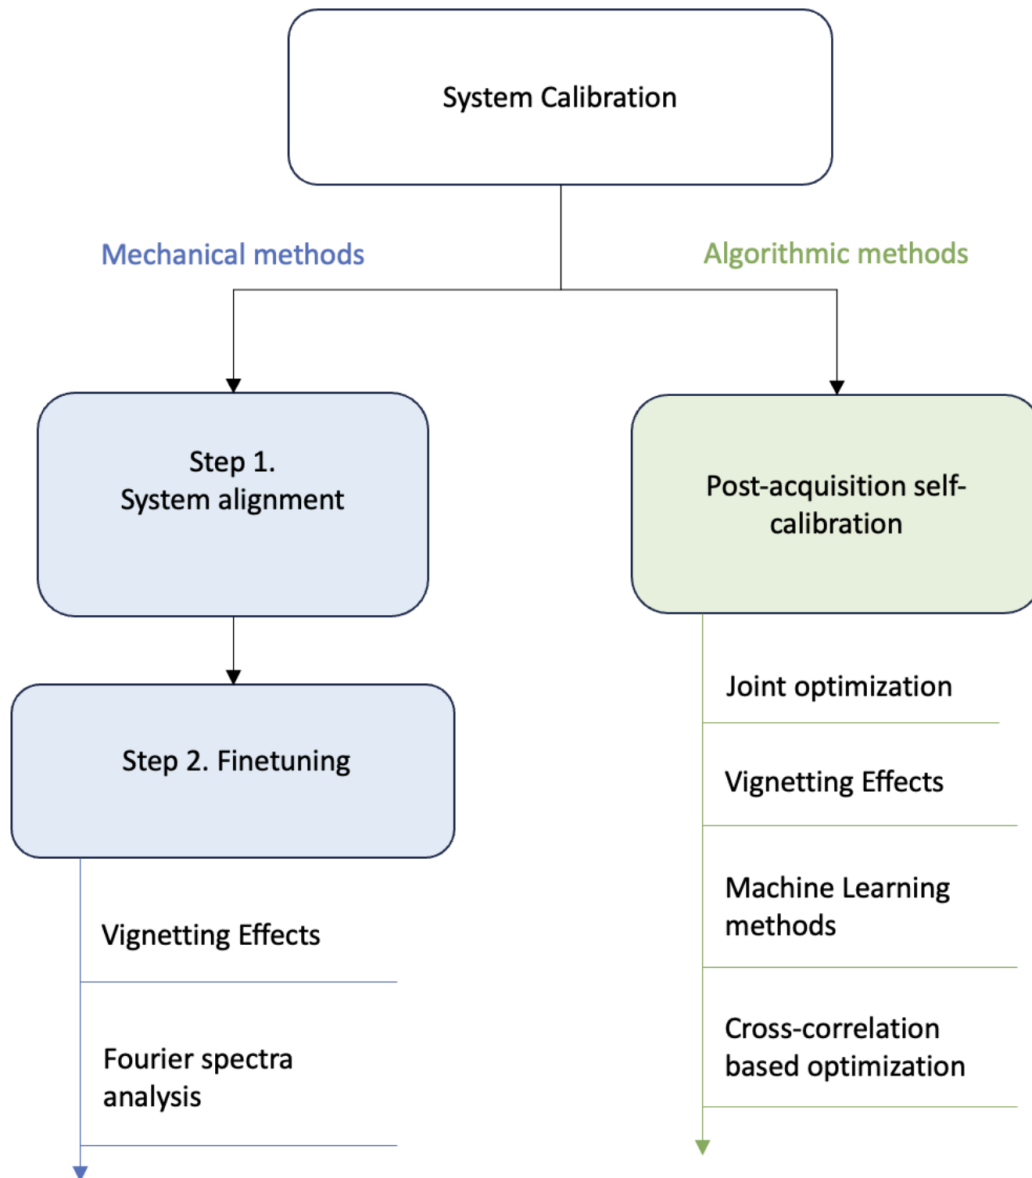 System Calibration
Mechanical methods
Algorithmic methods
Step 1.
System alignment
Post-acquisition self-
calibration
Step 2. Finetuning
Vignetting Effects
Fourier spectra
analysis
Joint optimization
Vignetting Effects
Machine Learning
methods
Cross-correlation
based optimization